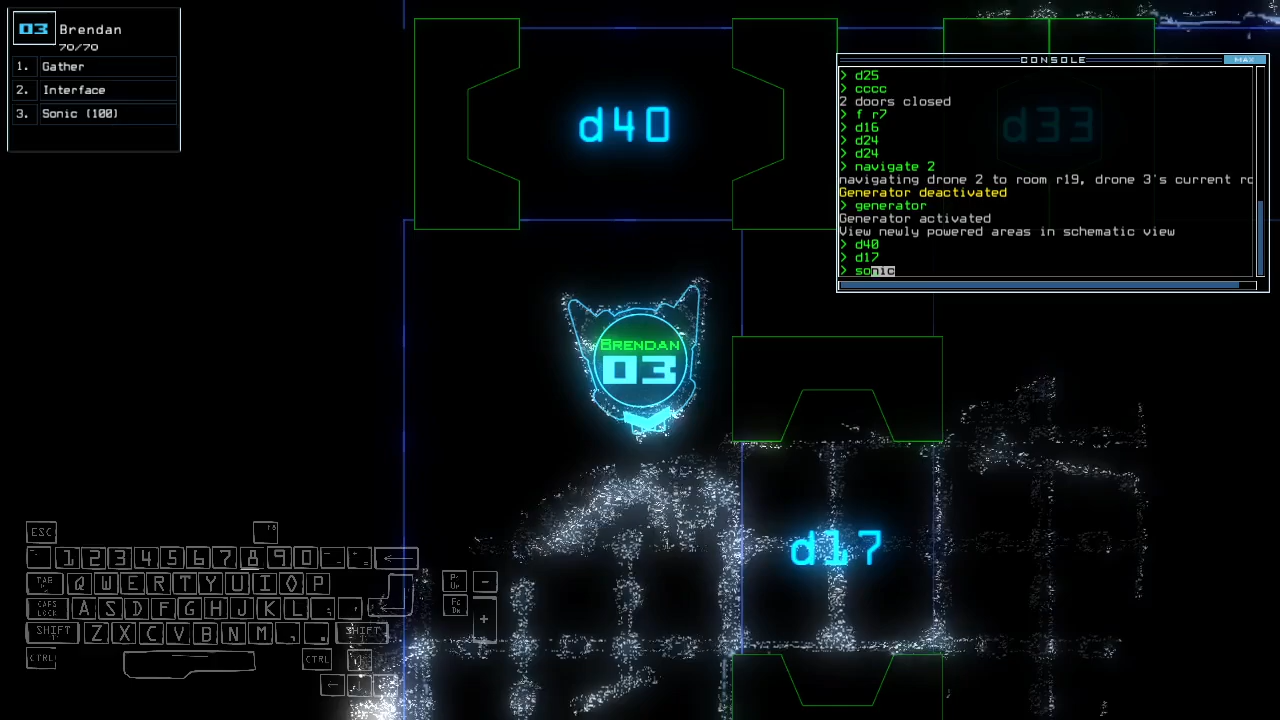 03 Brendan
70/70
1. Gather
2. Interface
3. Sonic (100)
d40
d33
CONSOLE MAX
> d25
> cccc
2 doors closed
> f r7
> d16
> d24
> d24
> navigate 2
navigating drone 2 to room r19, drone 3's current ro
Generator deactivated
> generator
Generator activated
View newly powered areas in schematic view
> d40
> d17
> sonic
BRENDAN
03
d17
ESC
1 2 3 4 5 6 7 8 9 0
TAB Q W E R T Y U I O P
CAPS LOCK A S D F G H J K L
SHIFT Z X C V B N M , . SHIFT
CTRL CTRL